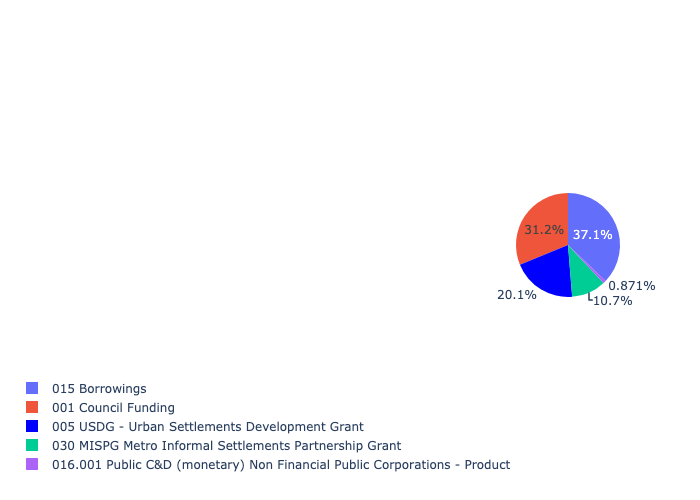 31.2%
37.1%
20.1%
0.871%
10.7%
015 Borrowings
001 Council Funding
005 USDG - Urban Settlements Development Grant
030 MISPG Metro Informal Settlements Partnership Grant
016.001 Public C&D (monetary) Non Financial Public Corporations - Product